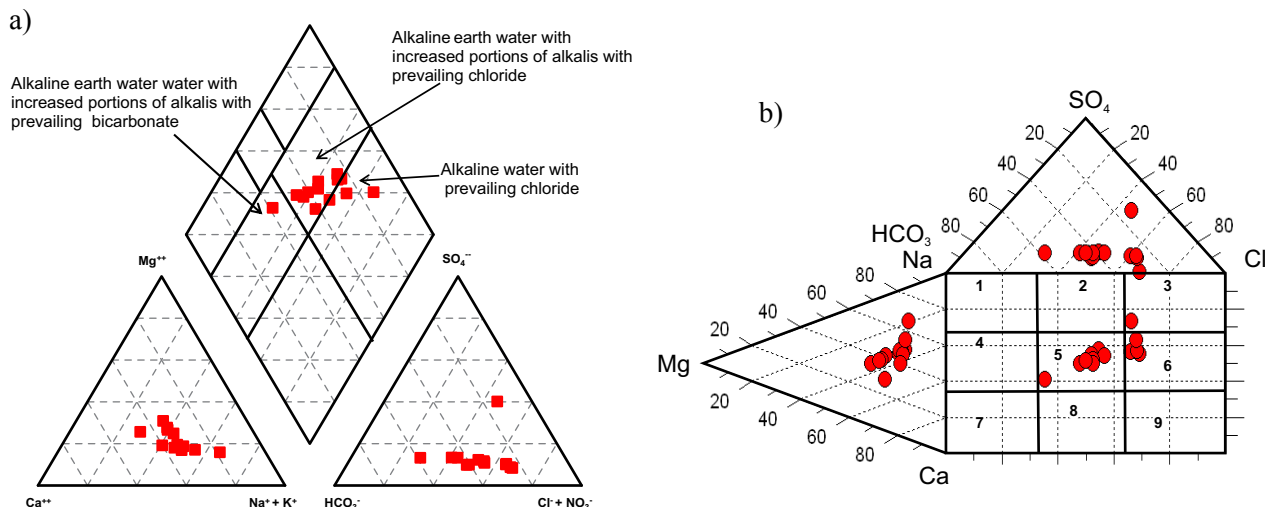 a)
Alkaline earth water with
increased portions of alkalis with
prevailing chloride
Alkaline earth water water with
increased portions of alkalis with
prevailing bicarbonate
Alkaline water with
prevailing chloride
Mg⁺⁺
SO₄⁻⁻
Ca⁺⁺
Na⁺ + K⁺
HCO₃⁻
Cl⁻ + NO₃⁻
b)
SO₄
20
20
40
40
60
60
80
80
HCO₃
Na
Cl
80
60
40
20
Mg
20
40
60
80
Ca
1
2
3
4
5
6
7
8
9